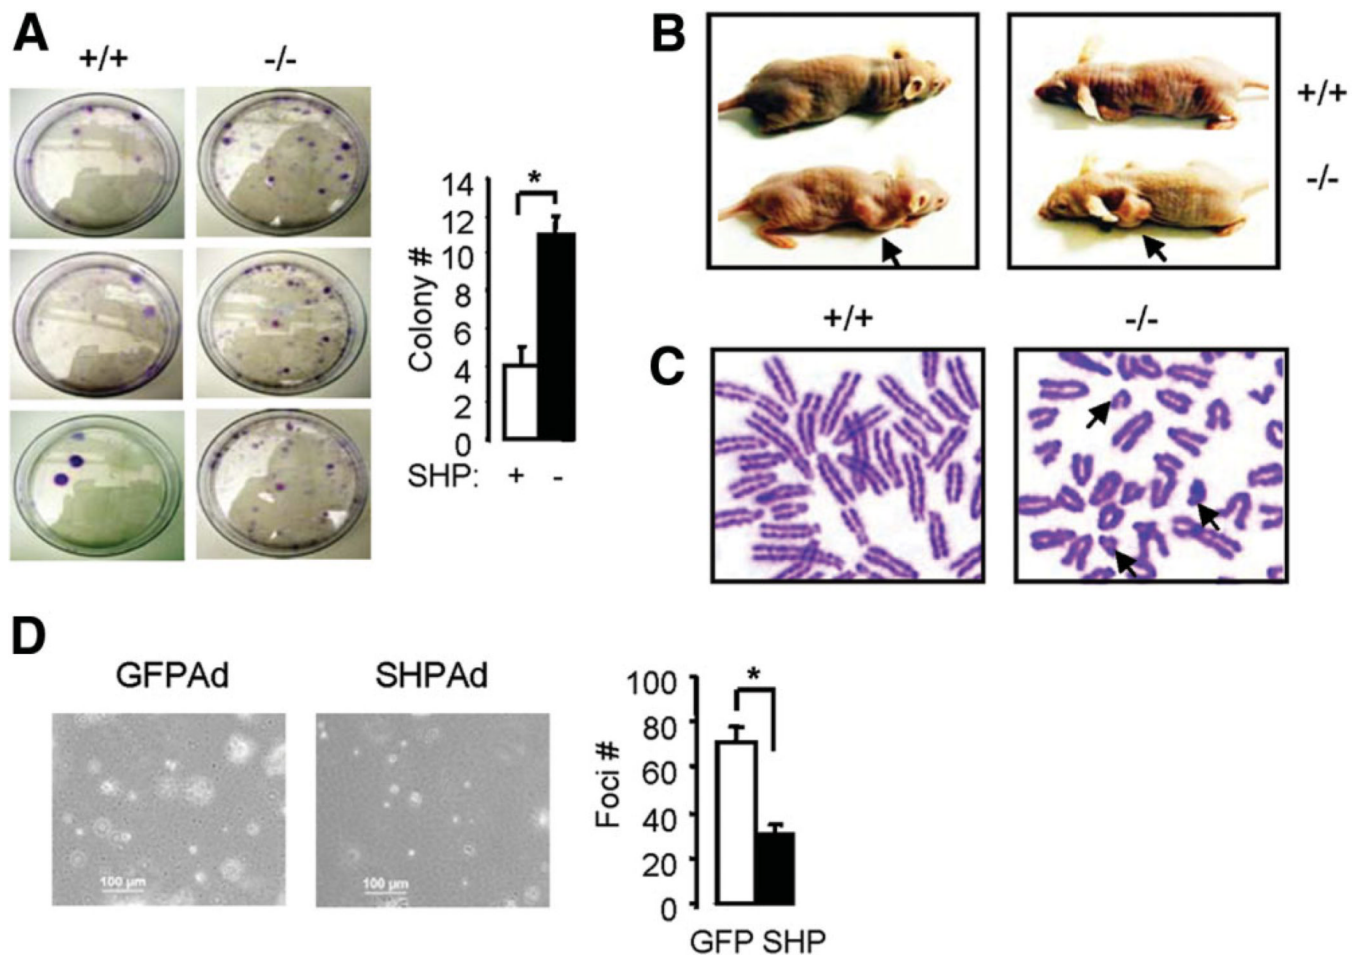 A
+/+
-/-
14
12
10
8
6
4
2
0
Colony #
*
SHP: + -
B
+/+
-/-
C
+/+
-/-
D
GFPAd
SHPAd
100 µm
100 µm
100
80
60
40
20
0
Foci #
*
GFP SHP